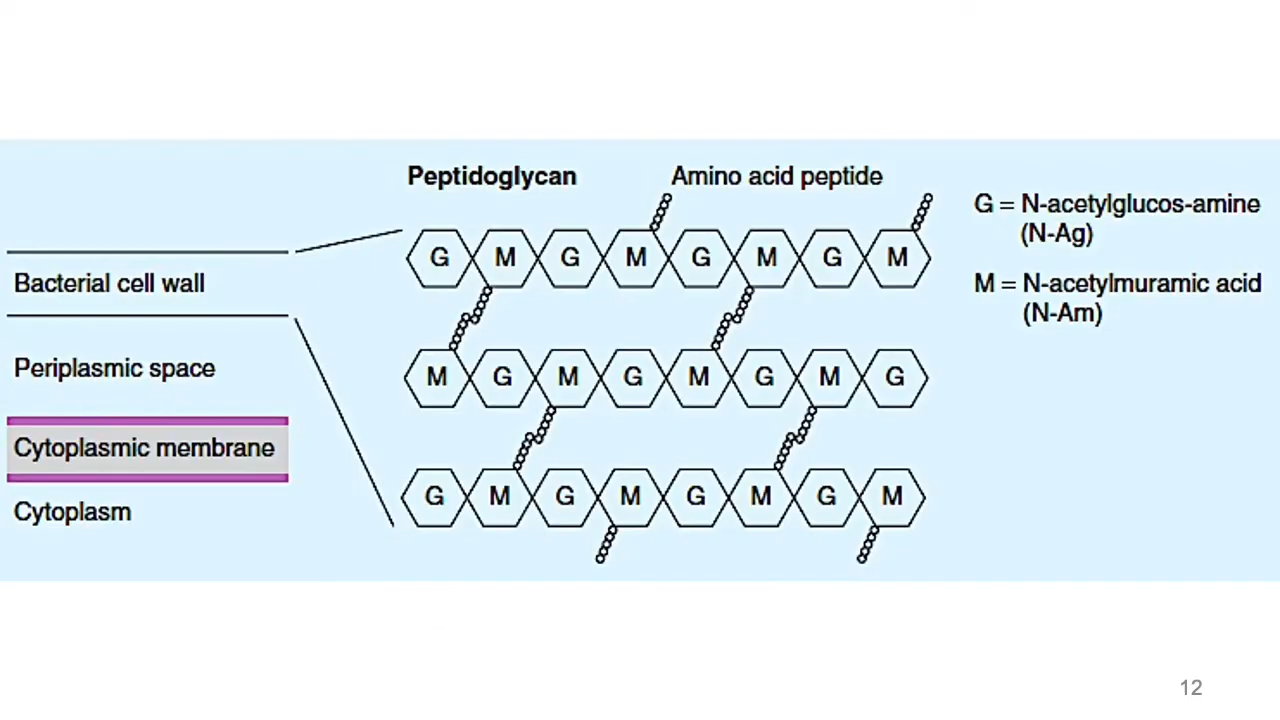 Peptidoglycan
Amino acid peptide
G = N-acetylglucos-amine
(N-Ag)
M = N-acetylmuramic acid
(N-Am)
Bacterial cell wall
Periplasmic space
Cytoplasmic membrane
Cytoplasm
G M G M G M G M
M G M G M G M G
G M G M G M G M
12